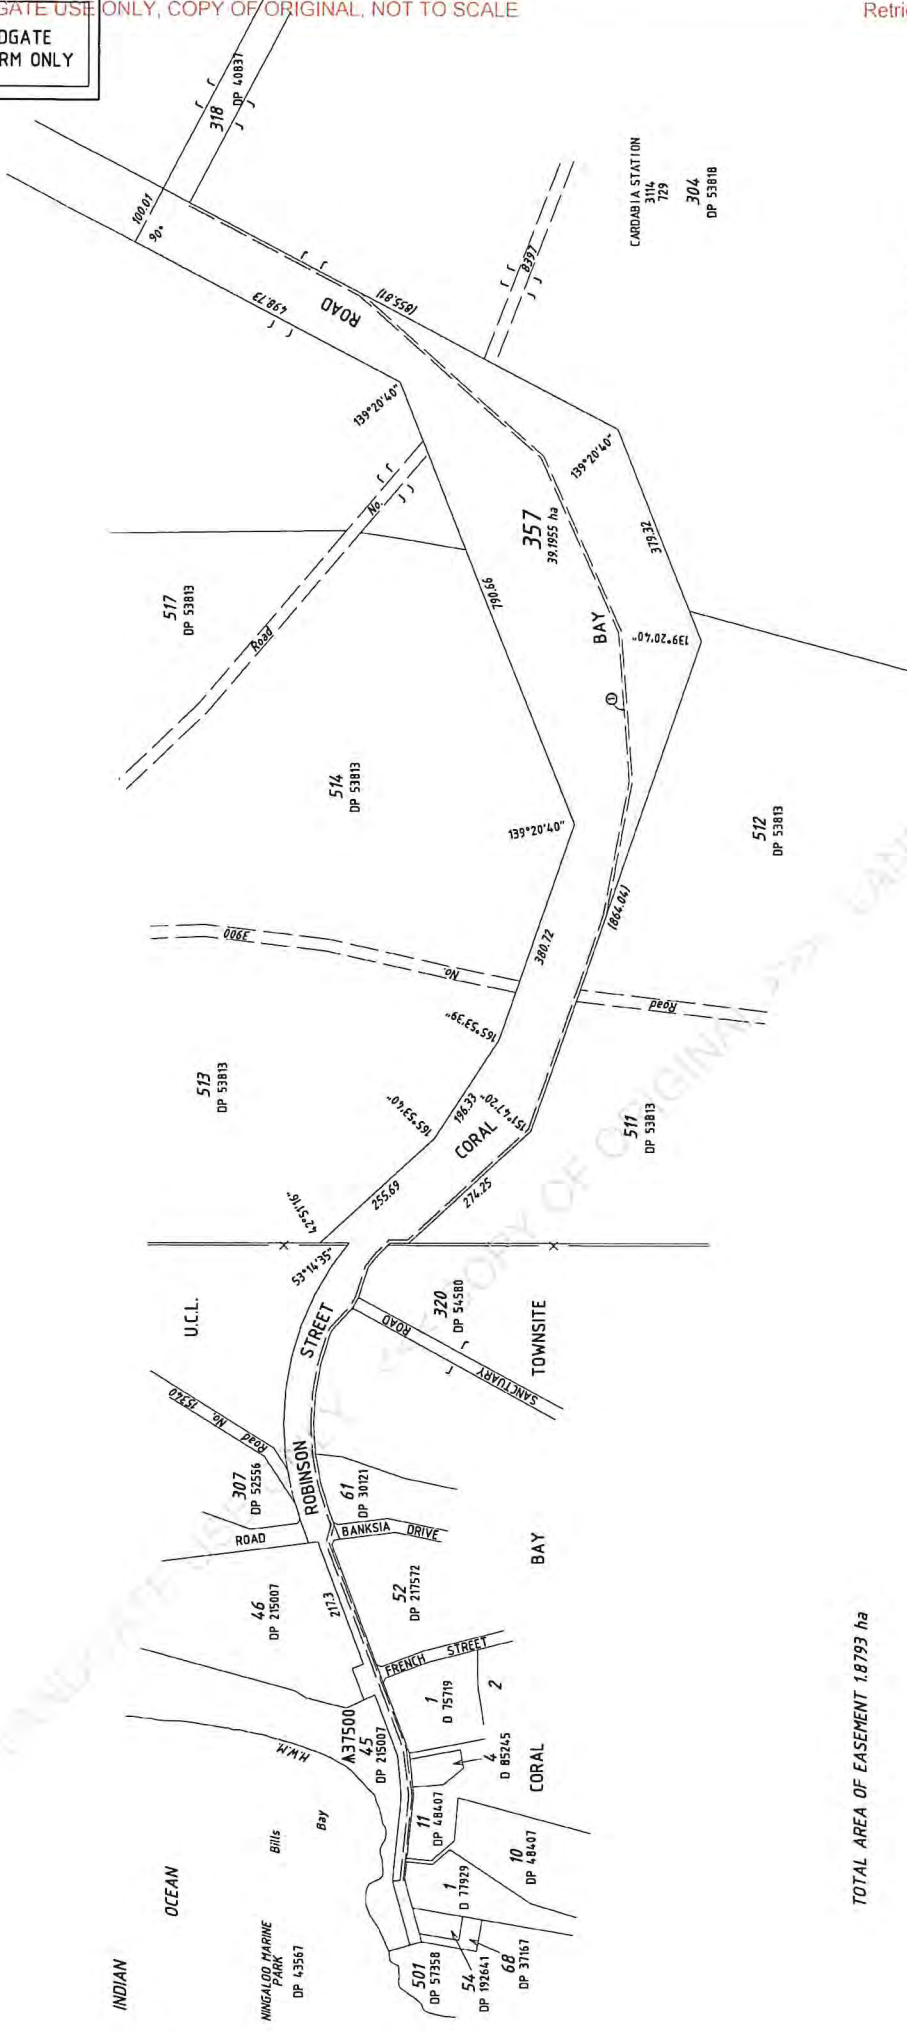 GATE USE ONLY, COPY OF ORIGINAL, NOT TO SCALE
Retri
DGATE
RM ONLY
318
DP 40837
100.01
90°
498.73
ROAD
(855.81)
8397
CARDABIA STATION
3114
729
304
DP 53818
139°20'40"
139°20'40"
No.
Road
517
DP 53813
357
39.1955 ha
379.32
790.66
BAY
139°20'40"
1
514
DP 53813
139°20'40"
512
DP 53813
(864.04)
3900
No.
380.72
Road
165°53'39"
513
DP 53813
165°53'40"
196.33
151°47'20"
CORAL
511
DP 53813
255.69
274.25
42°51'16"
53°14'35"
U.C.L.
STREET
320
DP 54580
ROAD
SANCTUARY
TOWNSITE
Road No. 15340
307
DP 52556
ROBINSON
61
DP 30121
ROAD
BANKSIA DRIVE
BAY
46
DP 215007
217.3
52
DP 217572
FRENCH STREET
A37500
45
DP 215007
H.W.M.
1
D 75719
2
4
D 85245
CORAL
Bills Bay
11
DP 48407
10
DP 48407
1
D 77929
INDIAN OCEAN
NINGALOO MARINE
PARK
DP 43567
501
DP 57358
54
DP 192641
68
DP 37167
TOTAL AREA OF EASEMENT 1.8793 ha
COPY OF ORIGINAL